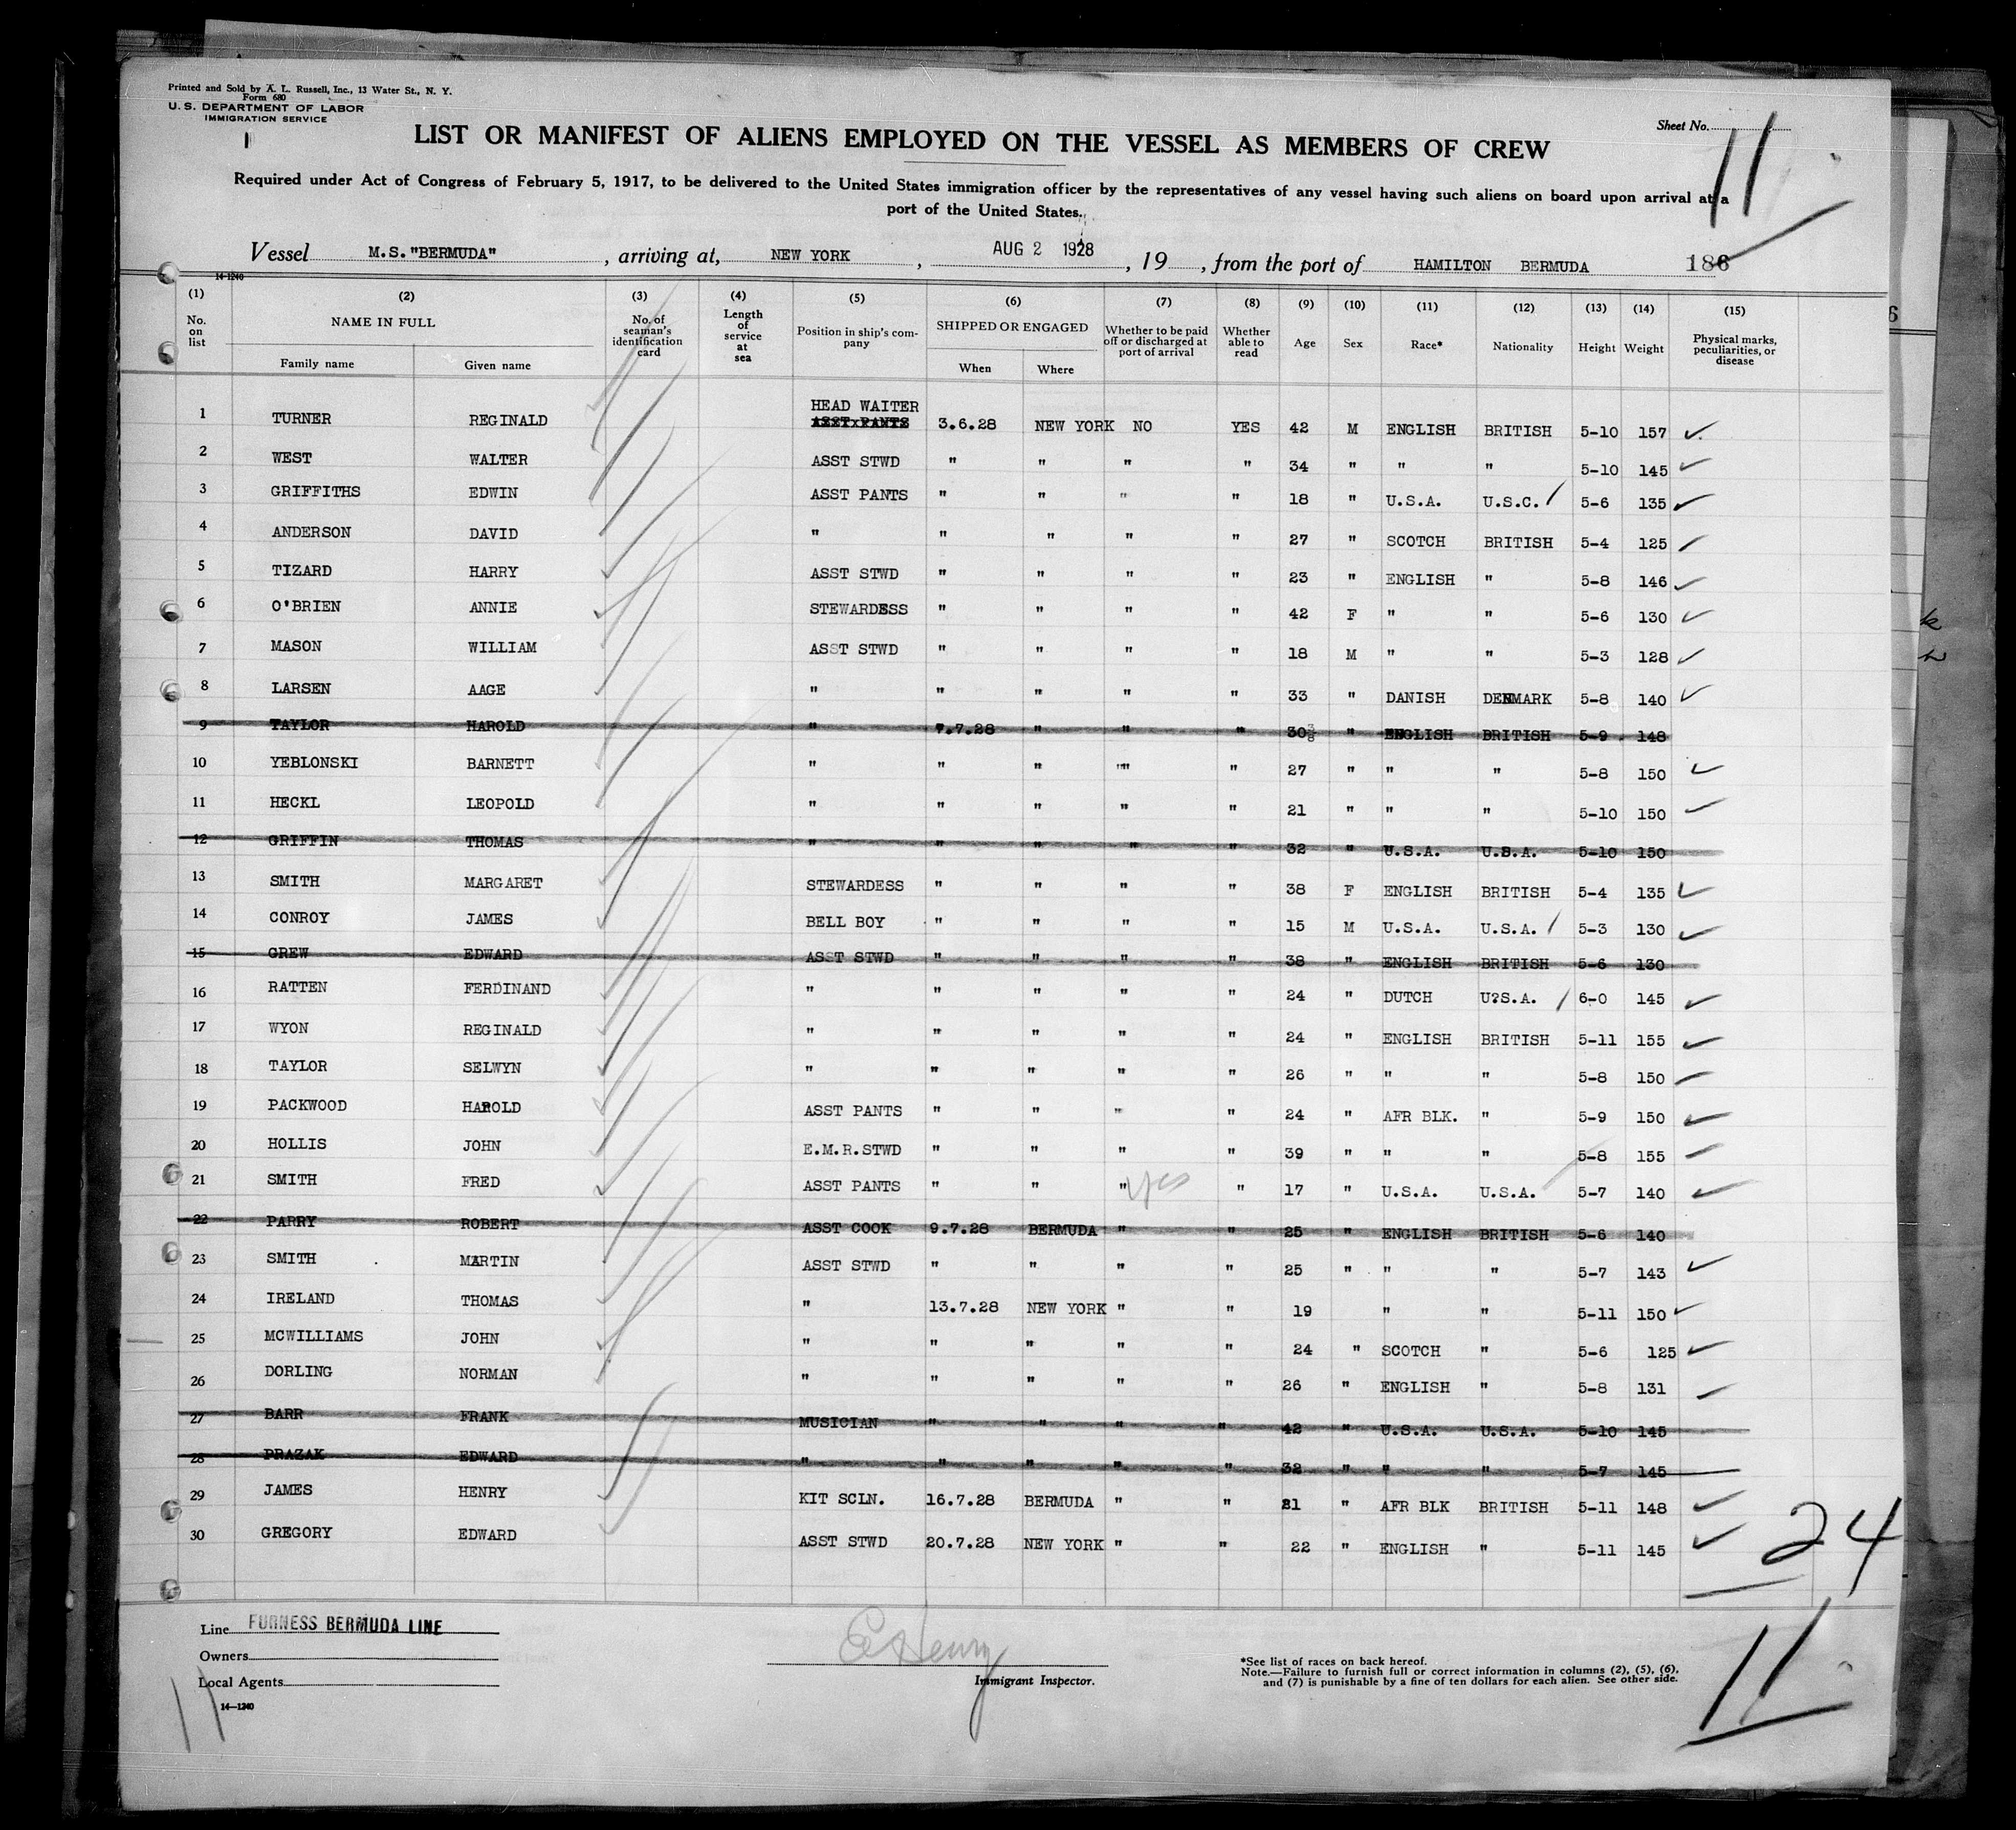 Printed and Sold by A. L. Russell, Inc., 13 Water St., N. Y.
Form 680
U. S. DEPARTMENT OF LABOR
IMMIGRATION SERVICE
Sheet No. 11
LIST OR MANIFEST OF ALIENS EMPLOYED ON THE VESSEL AS MEMBERS OF CREW
Required under Act of Congress of February 5, 1917, to be delivered to the United States immigration officer by the representatives of any vessel having such aliens on board upon arrival at a
port of the United States.
Vessel M.S."BERMUDA", arriving at, NEW YORK, AUG 2 1928, 19, from the port of HAMILTON BERMUDA 186
14-1240
(1) (2) (3) (4) (5) (6) (7) (8) (9) (10) (11) (12) (13) (14) (15)
No. on list NAME IN FULL Family name Given name No. of seaman's identification card Length of service at sea Position in ship's company SHIPPED OR ENGAGED When Where Whether to be paid off or discharged at port of arrival Whether able to read Age Sex Race* Nationality Height Weight Physical marks, peculiarities, or disease
HEAD WAITER
1 TURNER REGINALD ASST PANTS 3.6.28 NEW YORK NO YES 42 M ENGLISH BRITISH 5-10 157
2 WEST WALTER ASST STWD " " " " 34 " " " 5-10 145
3 GRIFFITHS EDWIN ASST PANTS " " " " 18 " U.S.A. U.S.C. 5-6 135
4 ANDERSON DAVID " " " " " 27 " SCOTCH BRITISH 5-4 125
5 TIZARD HARRY ASST STWD " " " " 23 " ENGLISH " 5-8 146
6 O'BRIEN ANNIE STEWARDESS " " " " 42 F " " 5-6 130
7 MASON WILLIAM ASST STWD " " " " 18 M " " 5-3 128
8 LARSEN AAGE " " " " " 33 " DANISH DENMARK 5-8 140
9 TAYLOR HAROLD " 7.7.28 " " " 30 " ENGLISH BRITISH 5-9 148
10 YEBLONSKI BARNETT " " " " " 27 " " " 5-8 150
11 HECKL LEOPOLD " " " " " 21 " " " 5-10 150
12 GRIFFIN THOMAS " " " " " 32 " U.S.A. U.S.A. 5-10 150
13 SMITH MARGARET STEWARDESS " " " " 38 F ENGLISH BRITISH 5-4 135
14 CONROY JAMES BELL BOY " " " " 15 M U.S.A. U.S.A. 5-3 130
15 GREW EDWARD ASST STWD " " " " 38 " ENGLISH BRITISH 5-6 130
16 RATTEN FERDINAND " " " " " 24 " DUTCH U?S.A. 6-0 145
17 WYON REGINALD " " " " " 24 " ENGLISH BRITISH 5-11 155
18 TAYLOR SELWYN " " " " " 26 " " " 5-8 150
19 PACKWOOD HAROLD ASST PANTS " " " " 24 " AFR BLK. " 5-9 150
20 HOLLIS JOHN E.M.R.STWD " " " " 39 " " " 5-8 155
21 SMITH FRED ASST PANTS " " " yes " 17 " U.S.A. U.S.A. 5-7 140
22 PARRY ROBERT ASST COOK 9.7.28 BERMUDA " " 25 " ENGLISH BRITISH 5-6 140
23 SMITH MARTIN ASST STWD " " " " 25 " " " 5-7 143
24 IRELAND THOMAS " 13.7.28 NEW YORK " " 19 " " 5-11 150
25 MCWILLIAMS JOHN " " " " " 24 " SCOTCH " 5-6 125
26 DORLING NORMAN " " " " " 26 " ENGLISH " 5-8 131
27 BARR FRANK MUSICIAN " " " " 42 " U.S.A. U.S.A. 5-10 145
28 PRAZAK EDWARD " " " " " 32 " " " 5-7 145
29 JAMES HENRY KIT SCLN. 16.7.28 BERMUDA " " 21 " AFR BLK BRITISH 5-11 148
30 GREGORY EDWARD ASST STWD 20.7.28 NEW YORK " " 22 " ENGLISH " 5-11 145
24
Line FURNESS BERMUDA LINE
Owners
Local Agents
14-1240
11
E Henry
Immigrant Inspector.
*See list of races on back hereof.
Note.—Failure to furnish full or correct information in columns (2), (5), (6),
and (7) is punishable by a fine of ten dollars for each alien. See other side.
11